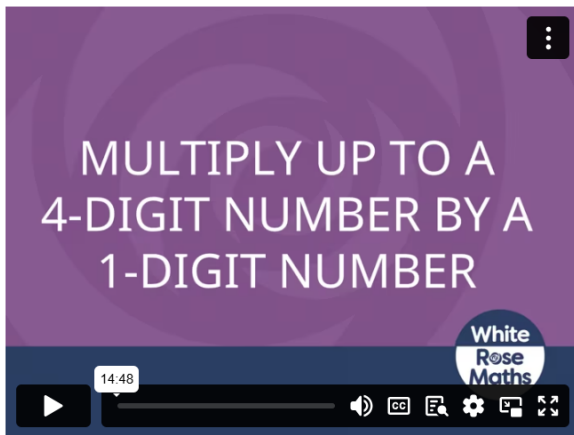 MULTIPLY UP TO A
4-DIGIT NUMBER BY A
1-DIGIT NUMBER
White
Rose
Maths
14:48
CC